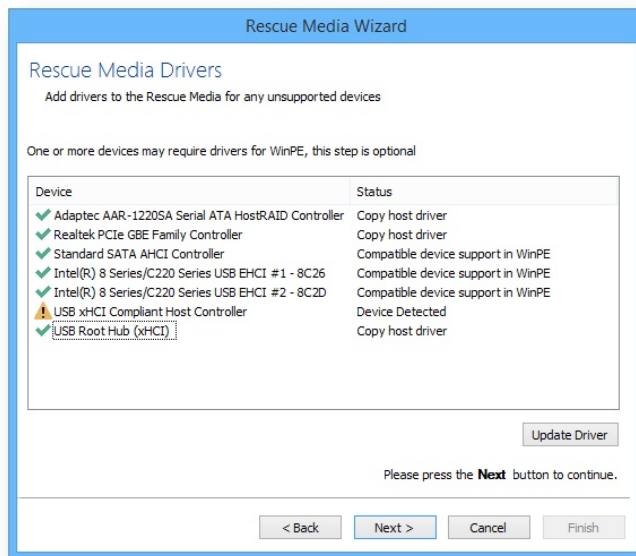 Rescue Media Wizard
Rescue Media Drivers
Add drivers to the Rescue Media for any unsupported devices
One or more devices may require drivers for WinPE, this step is optional
Device Status
Adaptec AAR-1220SA Serial ATA HostRAID Controller Copy host driver
Realtek PCIe GBE Family Controller Copy host driver
Standard SATA AHCI Controller Compatible device support in WinPE
Intel(R) 8 Series/C220 Series USB EHCI #1 - 8C26 Compatible device support in WinPE
Intel(R) 8 Series/C220 Series USB EHCI #2 - 8C2D Compatible device support in WinPE
USB xHCI Compliant Host Controller Device Detected
USB Root Hub (xHCI) Copy host driver
Update Driver
Please press the Next button to continue.
< Back Next > Cancel Finish